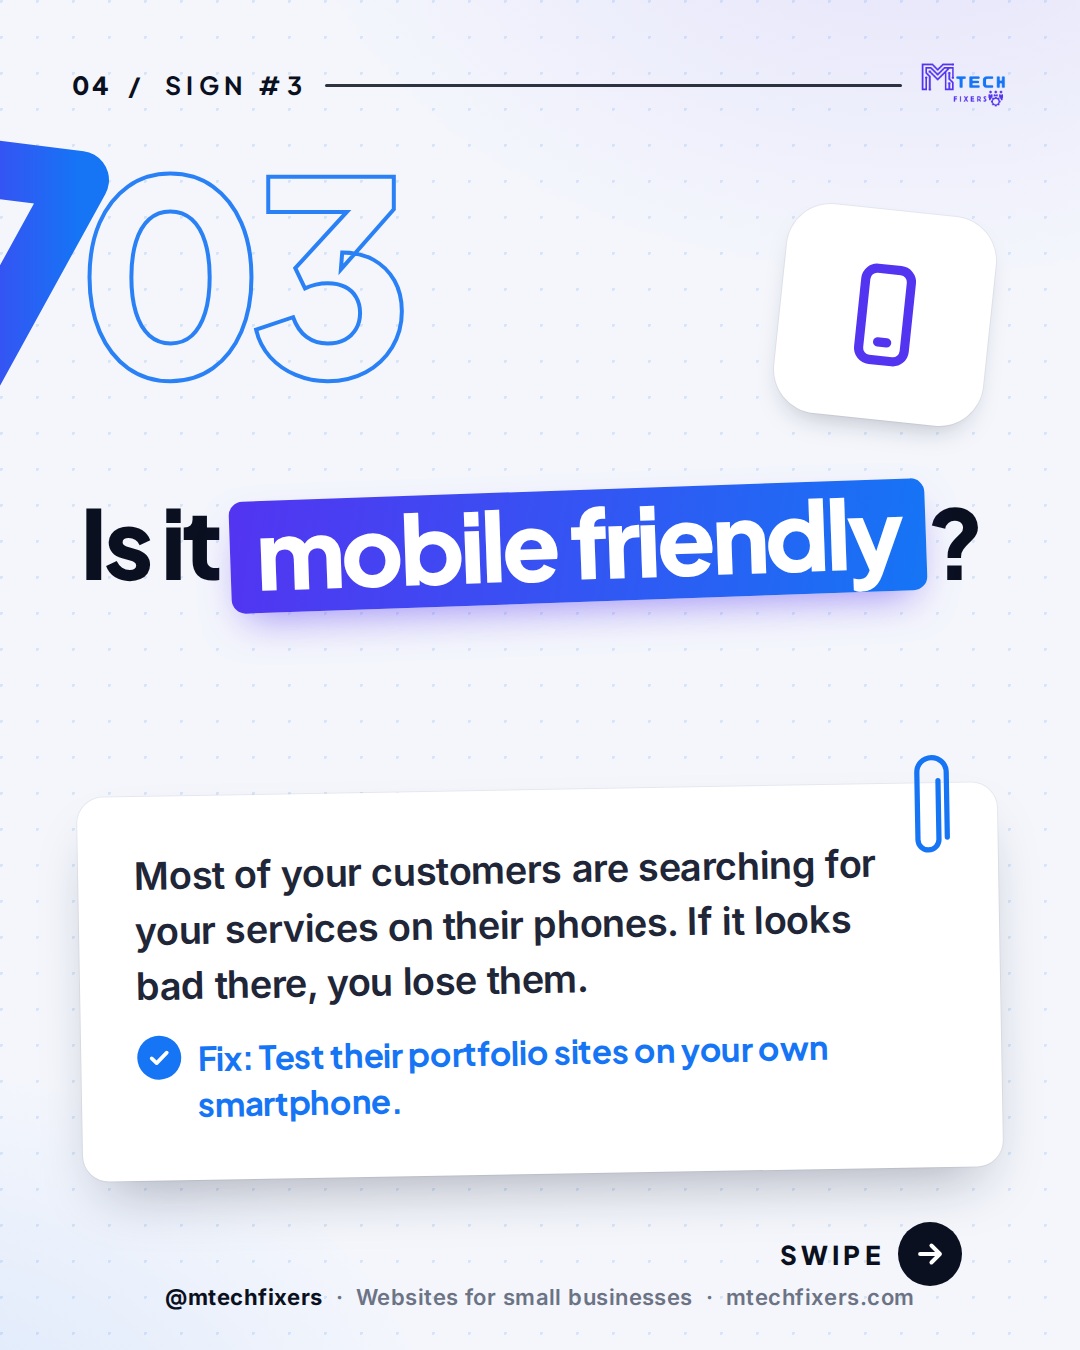 04 / SIGN #3
MTECH
FIXERS
7
03
Is it mobile friendly?
Most of your customers are searching for
your services on their phones. If it looks
bad there, you lose them.
Fix: Test their portfolio sites on your own
smartphone.
SWIPE
@mtechfixers · Websites for small businesses · mtechfixers.com